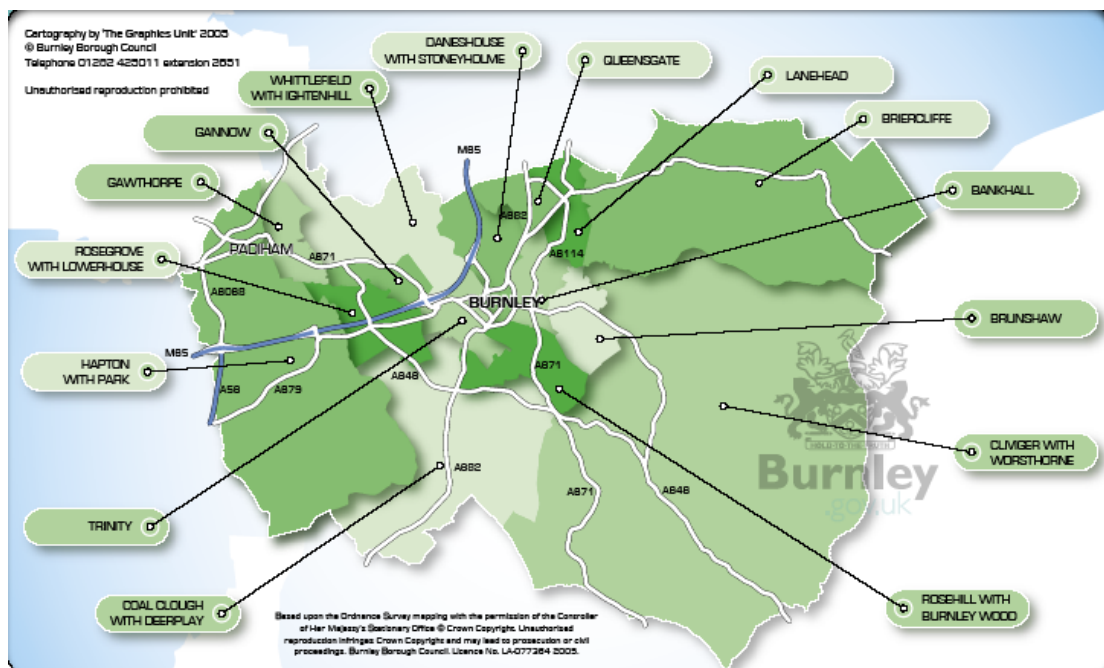 Cartography by 'The Graphics Unit' 2005
© Burnley Borough Council
Telephone 01282 425011 extension 2651
Unauthorised reproduction prohibited
DANESHOUSE
WITH STONEYHOLME
QUEENSGATE
LANEHEAD
WHITTLEFIELD
WITH IGHTENHILL
BRIERCLIFFE
GANNOW
M65
GAWTHORPE
BANKHALL
A682
PADIHAM
ROSEGROVE
WITH LOWERHOUSE
A671
A6114
A6068
BURNLEY
BRUNSHAW
M65
HAPTON
WITH PARK
A56
A679
A646
A671
HOLD TO THE TRUTH
CLIVIGER WITH
WORSTHORNE
Burnley
.gov.uk
A682
A671
A646
TRINITY
COAL CLOUGH
WITH DEERPLAY
ROSEHILL WITH
BURNLEY WOOD
Based upon the Ordnance Survey mapping with the permission of the Controller
of Her Majesty's Stationery Office © Crown Copyright. Unauthorised
reproduction infringes Crown Copyright and may lead to prosecution or civil
proceedings. Burnley Borough Council. Licence No. LA-077364 2005.